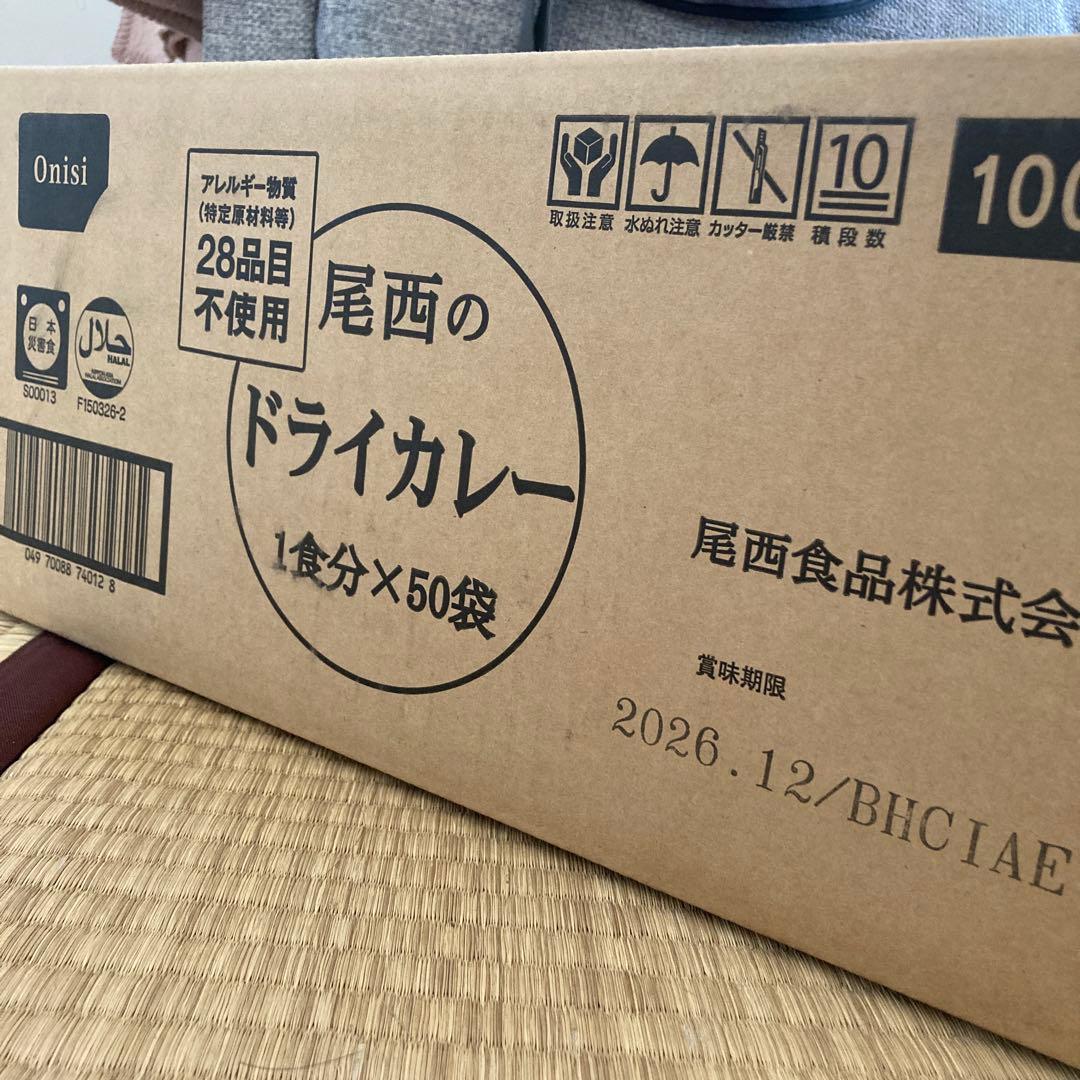 Onisi
アレルギー物質
(特定原材料等)
28品目
不使用
取扱注意
水ぬれ注意
カッター厳禁
10
積段数
100
日本
災害食
S00013
حلال
HALAL
F150326-2
049 70088 74012 8
尾西の
ドライカレー
1食分×50袋
尾西食品株式会
賞味期限
2026.12/BHCIAE